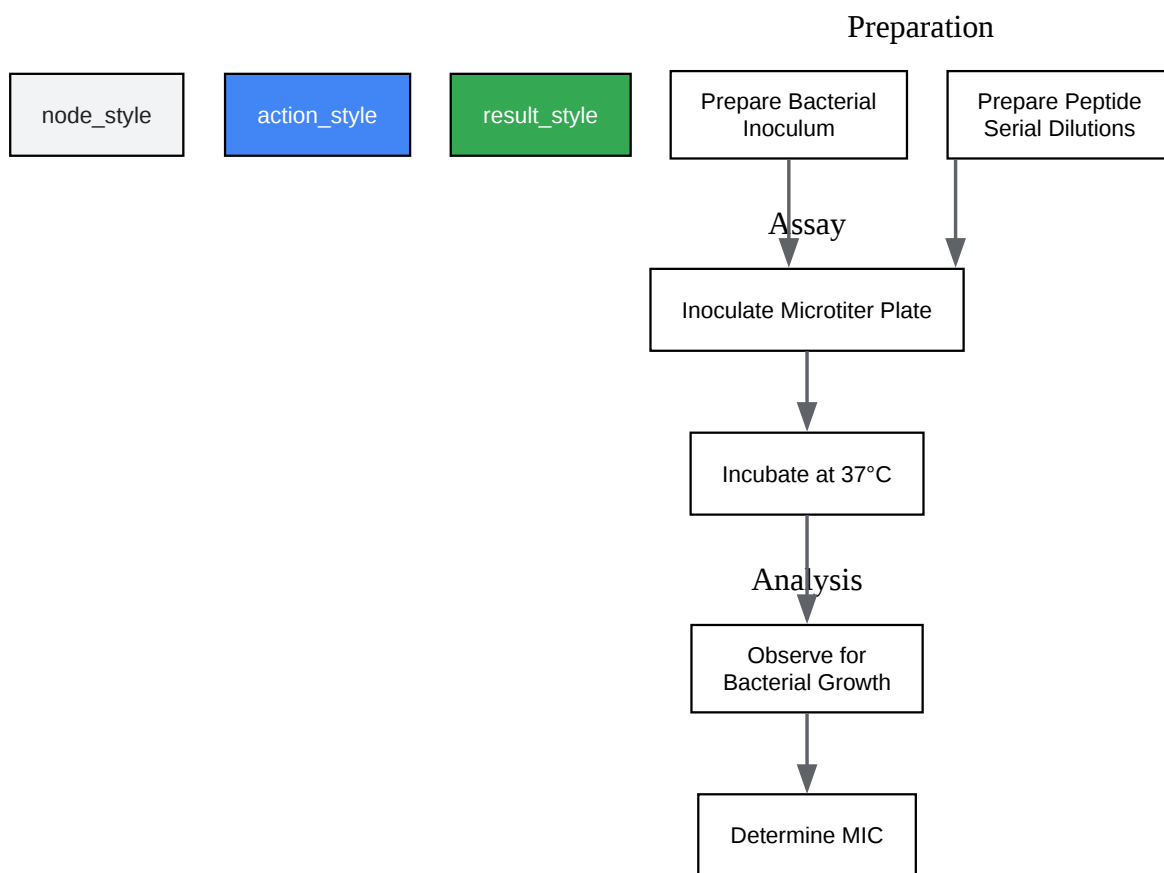 Preparation
node_style
action_style
result_style
Prepare Bacterial
Inoculum
Prepare Peptide
Serial Dilutions
Assay
Inoculate Microtiter Plate
Incubate at 37°C
Analysis
Observe for
Bacterial Growth
Determine MIC